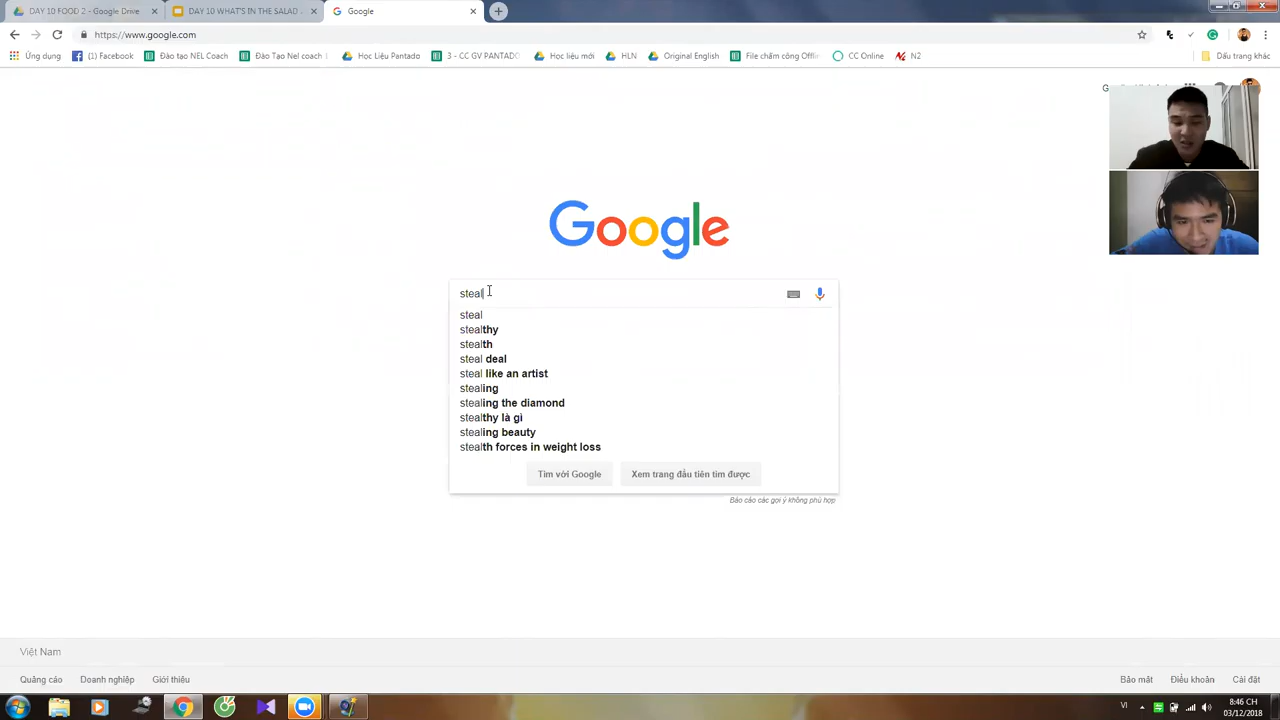 DAY 10 FOOD 2 - Google Drive
DAY 10 WHAT'S IN THE SALAD
Google
https://www.google.com
Ứng dụng
(1) Facebook
Đào tạo NEL Coach
Đào Tạo Nel coach
Học Liệu Pantado
3 - CC GV PANTADO
Học liệu mới
HLN
Original English
File chấm công Offli
CC Online
N2
Dấu trang khác
Google
steal
steal
stealthy
stealth
steal deal
steal like an artist
stealing
stealing the diamond
stealthy là gì
stealing beauty
stealth forces in weight loss
Tìm với Google
Xem trang đầu tiên tìm được
Báo cáo các gợi ý không phù hợp
Việt Nam
Quảng cáo
Doanh nghiệp
Giới thiệu
Bảo mật
Điều khoản
Cài đặt
VI
8:46 CH
03/12/2018